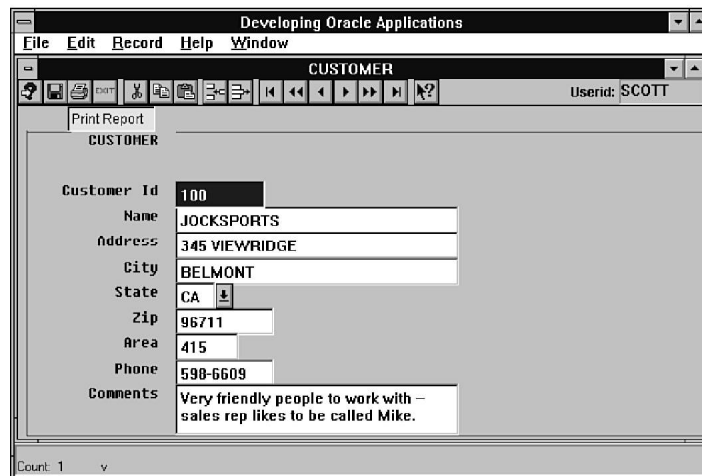 Developing Oracle Applications
File Edit Record Help Window
CUSTOMER
EXIT ? Userid: SCOTT
Print Report
CUSTOMER
Customer Id 100
Name JOCKSPORTS
Address 345 VIEWRIDGE
City BELMONT
State CA
Zip 96711
Area 415
Phone 598-6609
Comments Very friendly people to work with –
sales rep likes to be called Mike.
Count: 1 v